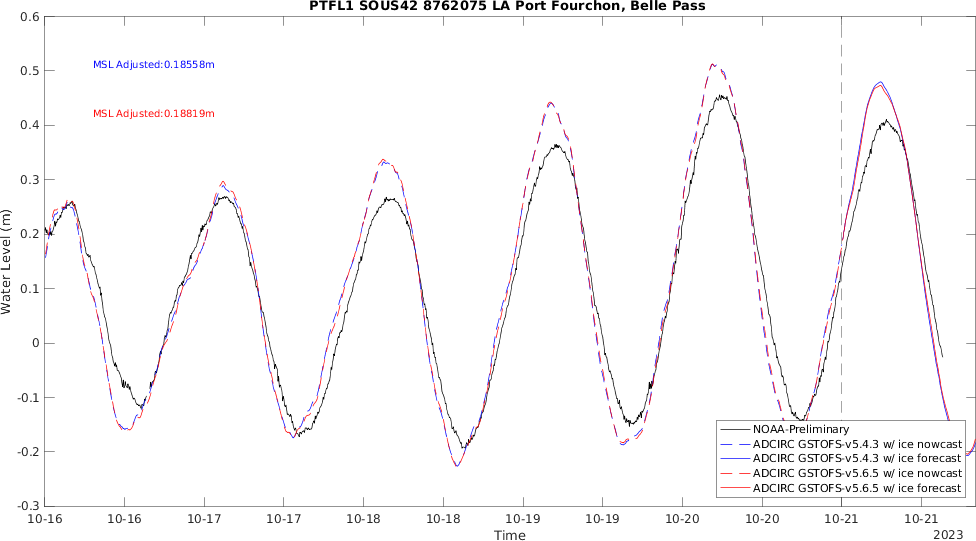 PTFL1 SOUS42 8762075 LA Port Fourchon, Belle Pass
0.6
0.5
0.4
0.3
0.2
0.1
0
-0.1
-0.2
-0.3
Water Level (m)
MSL Adjusted:0.18558m
MSL Adjusted:0.18819m
NOAA-Preliminary
ADCIRC GSTOFS-v5.4.3 w/ ice nowcast
ADCIRC GSTOFS-v5.4.3 w/ ice forecast
ADCIRC GSTOFS-v5.6.5 w/ ice nowcast
ADCIRC GSTOFS-v5.6.5 w/ ice forecast
10-16 10-16 10-17 10-17 10-18 10-18 10-19 10-19 10-20 10-20 10-21 10-21
Time
2023